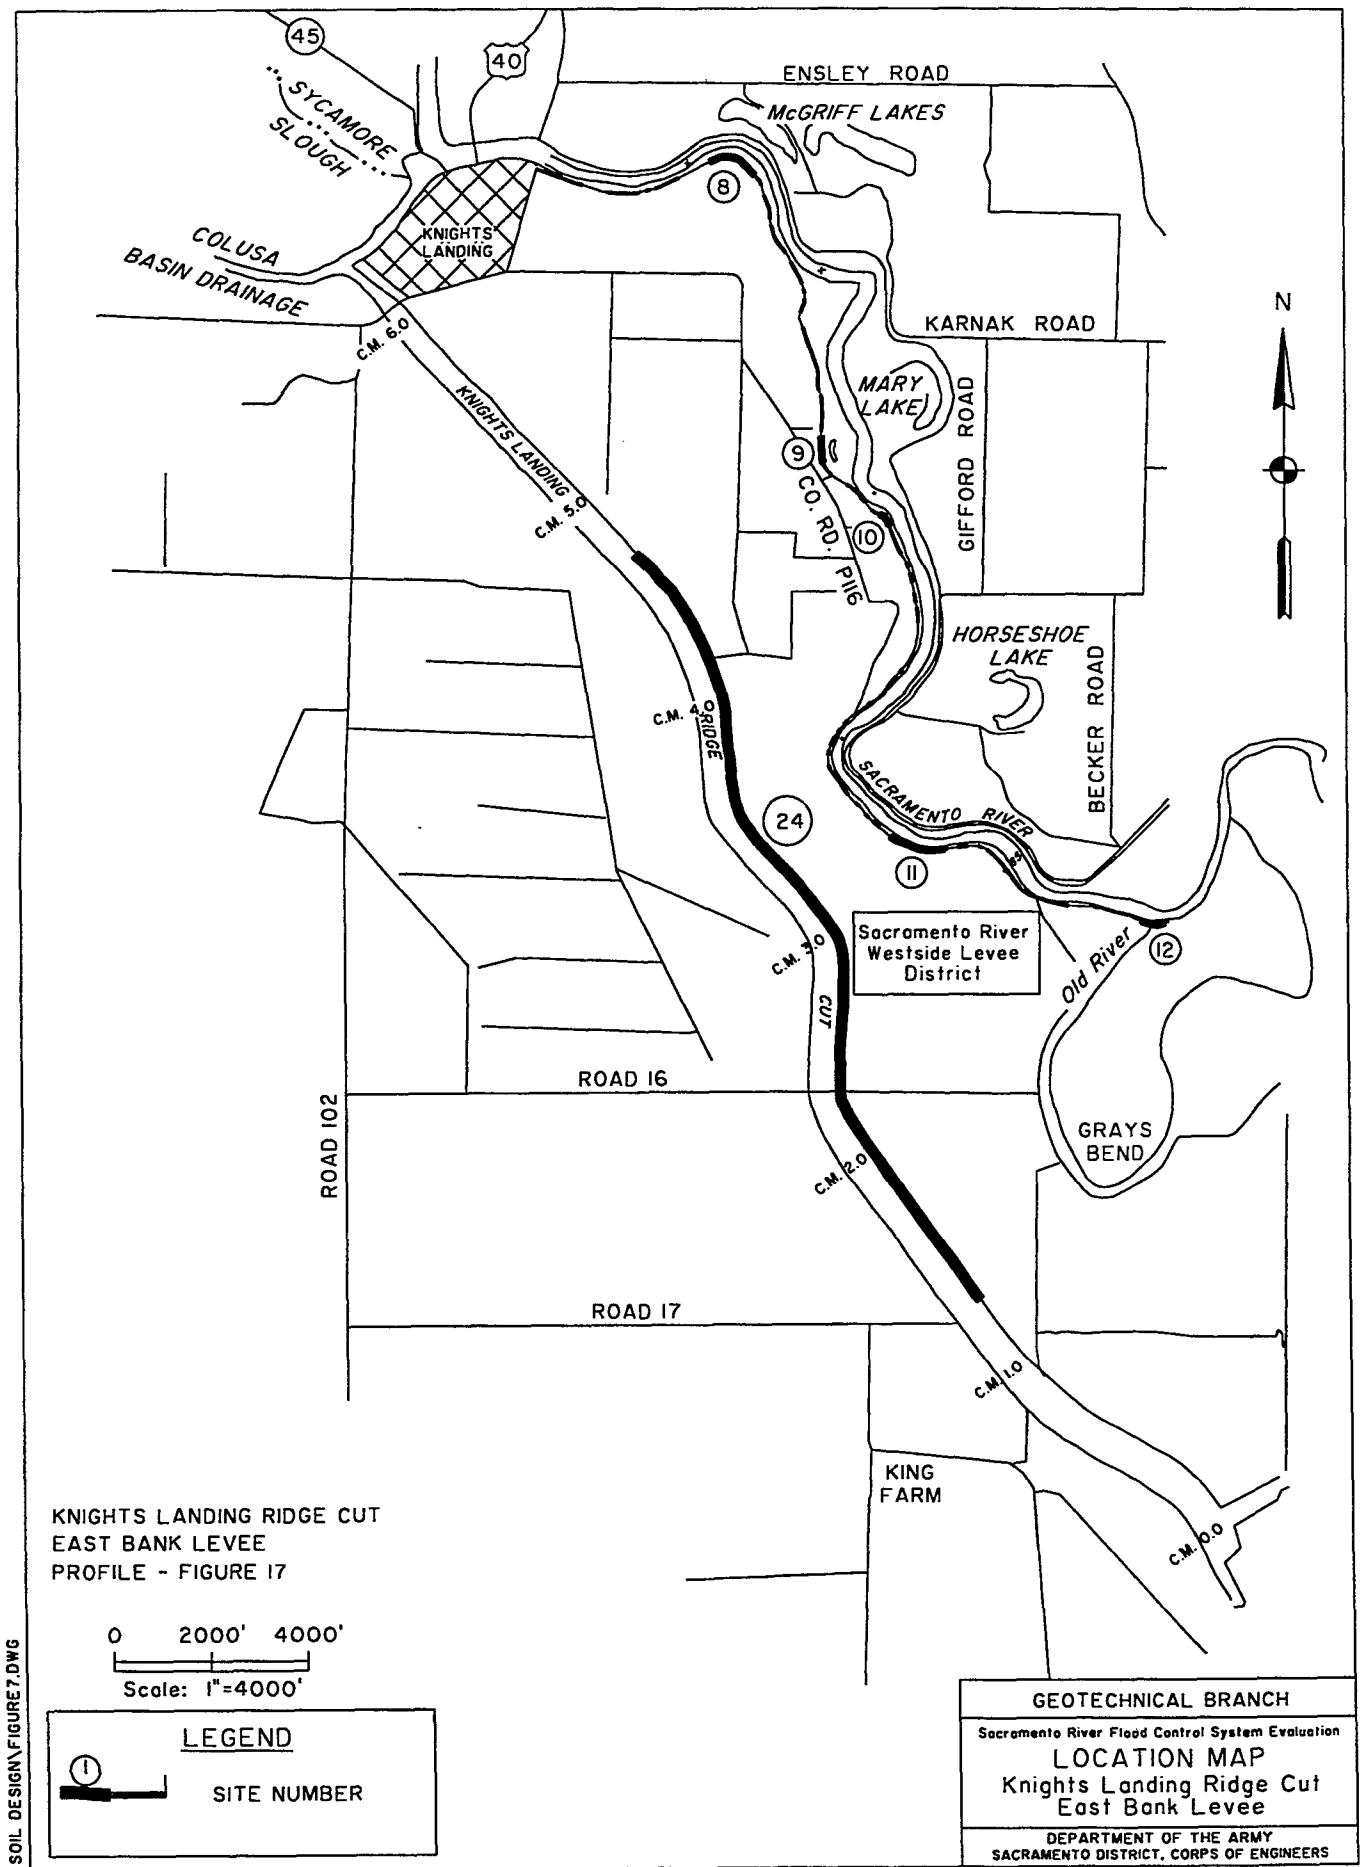 45
40
ENSLEY ROAD
McGRIFF LAKES
SYCAMORE
SLOUGH
8
KNIGHTS
LANDING
COLUSA
BASIN DRAINAGE
N
KARNAK ROAD
C.M. 6.0
MARY
LAKE
GIFFORD ROAD
KNIGHTS LANDING
9
CO. RD. P116
C.M. 5.0
10
HORSESHOE
LAKE
BECKER ROAD
C.M. 4.0
RIDGE
SACRAMENTO RIVER
24
11
85
Sacramento River
Westside Levee
District
12
Old River
C.M. 3.0
CUT
ROAD 16
ROAD 102
GRAYS
BEND
C.M. 2.0
ROAD 17
C.M. 1.0
KING
FARM
C.M. 0.0
KNIGHTS LANDING RIDGE CUT
EAST BANK LEVEE
PROFILE - FIGURE 17
0 2000' 4000'
Scale: 1"=4000'
LEGEND
1
SITE NUMBER
SOIL DESIGN\FIGURE7.DWG
GEOTECHNICAL BRANCH
Sacramento River Flood Control System Evaluation
LOCATION MAP
Knights Landing Ridge Cut
East Bank Levee
DEPARTMENT OF THE ARMY
SACRAMENTO DISTRICT, CORPS OF ENGINEERS